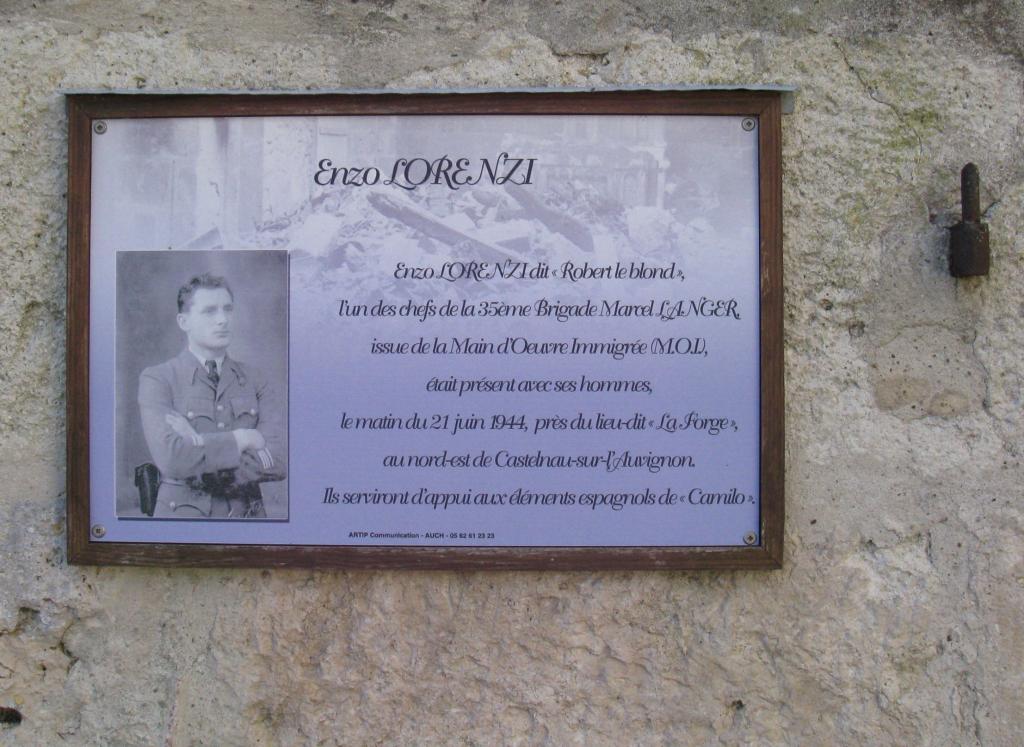 Enzo LORENZI
Enzo LORENZI dit « Robert le blond »,
l'un des chefs de la 35ème Brigade Marcel LANGER,
issue de la Main d'Oeuvre Immigrée (M.O.I.),
était présent avec ses hommes,
le matin du 21 juin 1944, près du lieu-dit « La Forge »,
au nord-est de Castelnau-sur-l'Auvignon.
Ils serviront d'appui aux éléments espagnols de « Camilo ».
ARTIP Communication - AUCH - 05 62 61 23 23